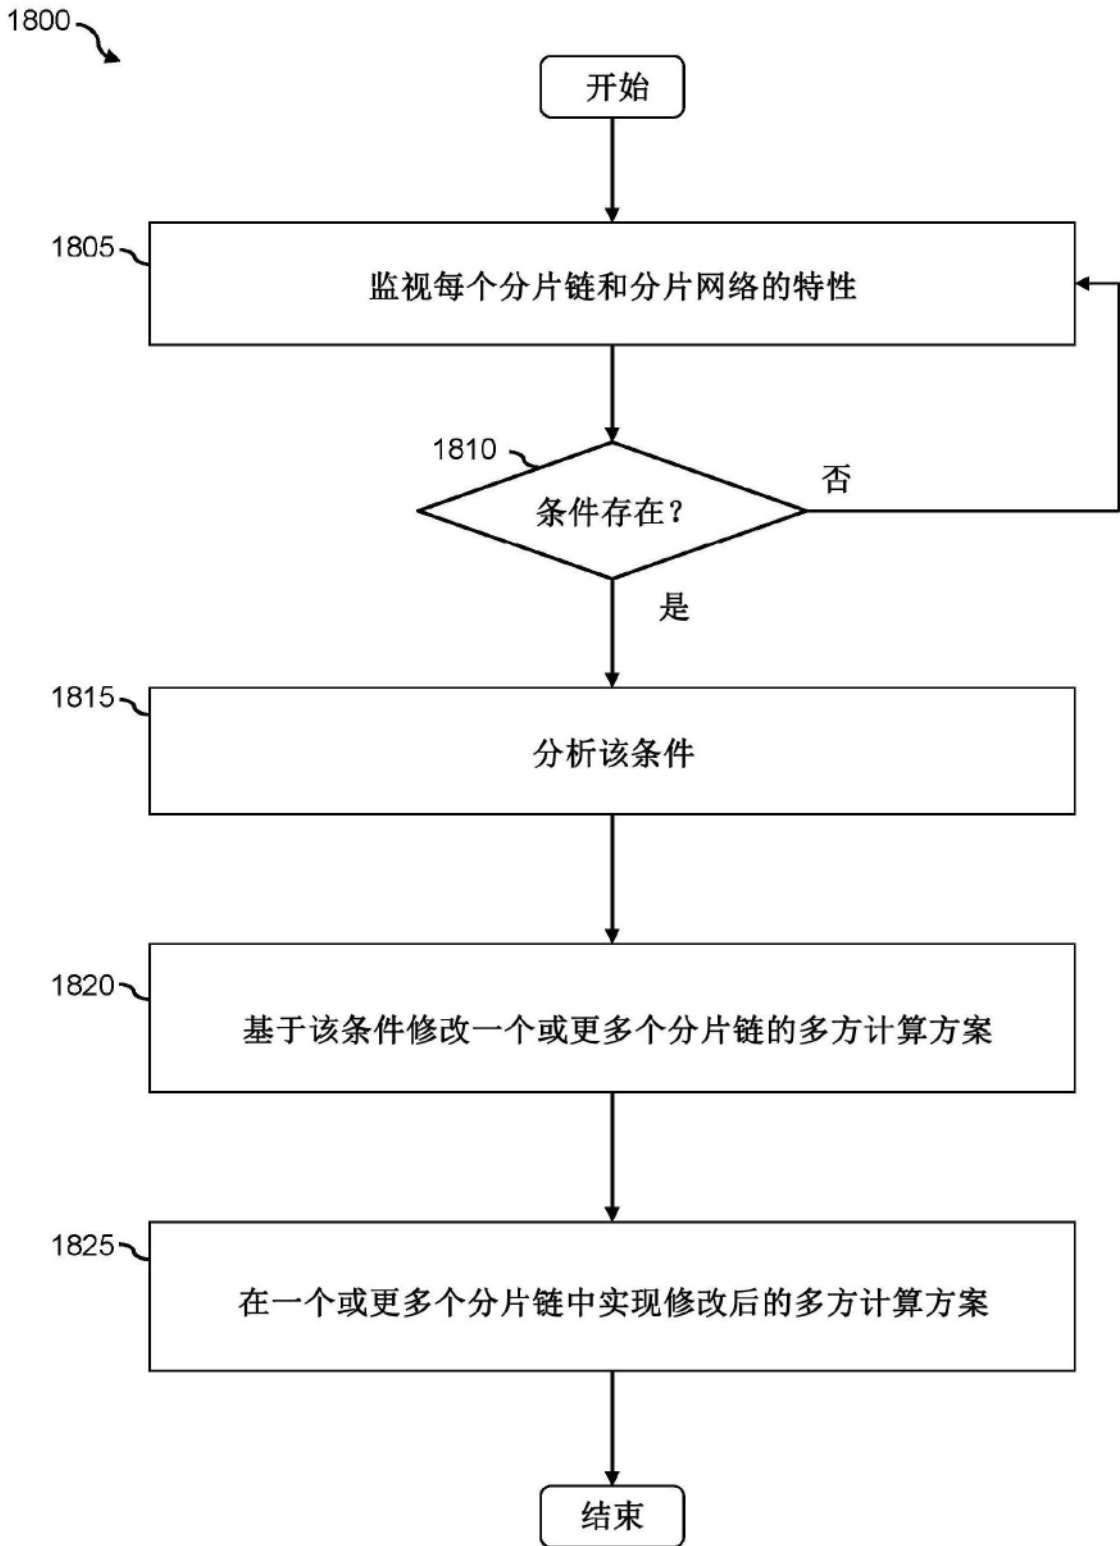 1800
开始
1805
监视每个分片链和分片网络的特性
1810
条件存在?
否
是
1815
分析该条件
1820
基于该条件修改一个或更多个分片链的多方计算方案
1825
在一个或更多个分片链中实现修改后的多方计算方案
结束